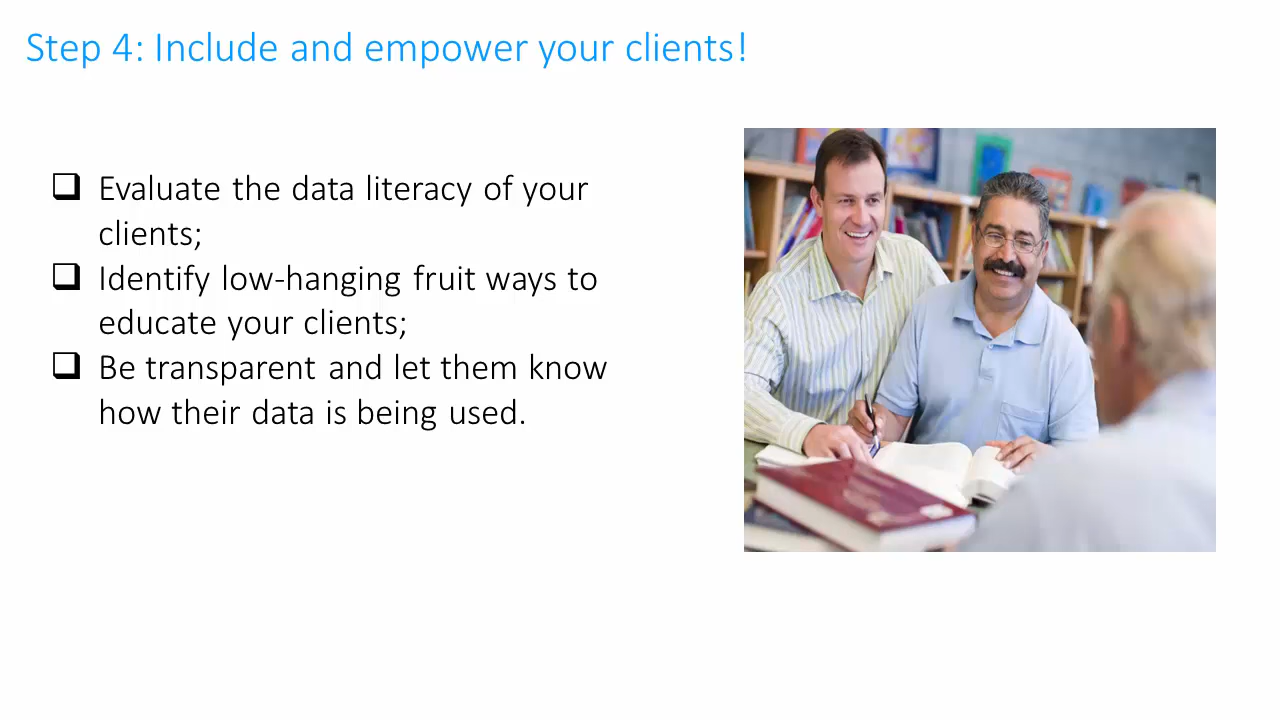 Step 4: Include and empower your clients!
Evaluate the data literacy of your
clients;
Identify low-hanging fruit ways to
educate your clients;
Be transparent and let them know
how their data is being used.